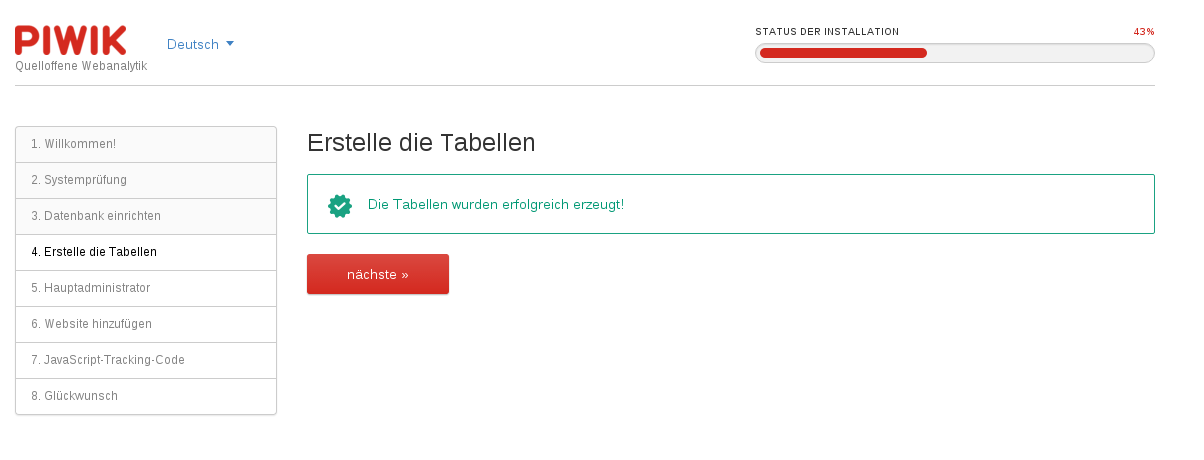 PIWIK
Quelloffene Webanalytik
Deutsch
STATUS DER INSTALLATION 43%
1. Willkommen!
2. Systemprüfung
3. Datenbank einrichten
4. Erstelle die Tabellen
5. Hauptadministrator
6. Website hinzufügen
7. JavaScript-Tracking-Code
8. Glückwunsch
Erstelle die Tabellen
Die Tabellen wurden erfolgreich erzeugt!
nächste »